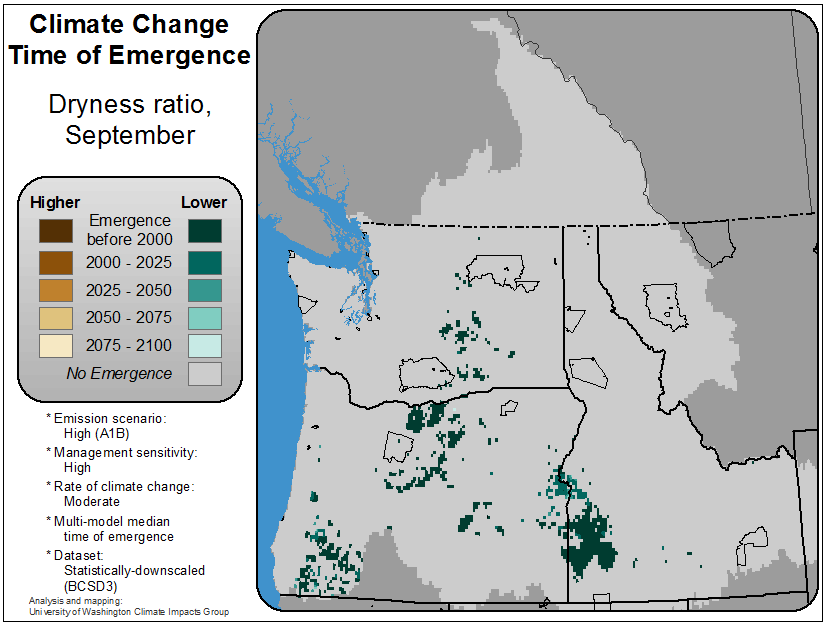 Climate Change
Time of Emergence
Dryness ratio,
September
Higher Lower
Emergence
before 2000
2000 - 2025
2025 - 2050
2050 - 2075
2075 - 2100
No Emergence
* Emission scenario:
High (A1B)
* Management sensitivity:
High
* Rate of climate change:
Moderate
* Multi-model median
time of emergence
* Dataset:
Statistically-downscaled
(BCSD3)
Analysis and mapping:
University of Washington Climate Impacts Group